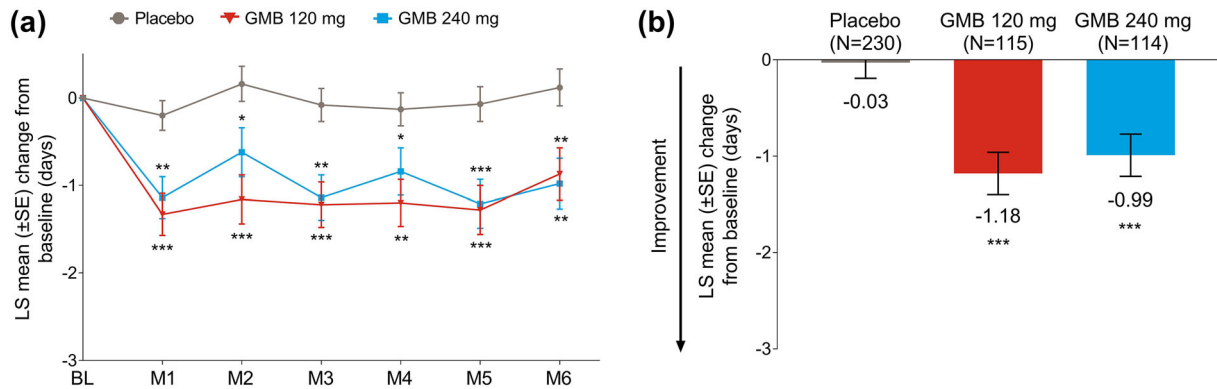 (a)
Placebo
GMB 120 mg
GMB 240 mg
LS mean (±SE) change from
baseline (days)
0
-1
-2
-3
**
*
**
*
***
**
***
***
***
**
***
**
BL
M1
M2
M3
M4
M5
M6
(b)
Placebo
(N=230)
GMB 120 mg
(N=115)
GMB 240 mg
(N=114)
Improvement
LS mean (±SE) change
from baseline (days)
0
-1
-2
-3
-0.03
-1.18
***
-0.99
***